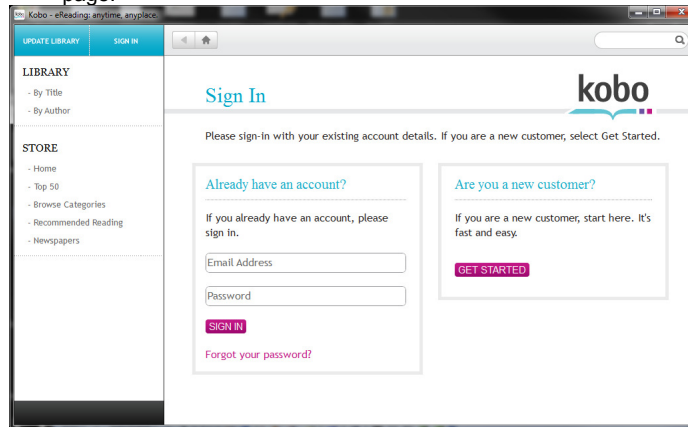 page.
Kobo - eReading: anytime, anyplace.
UPDATE LIBRARY
SIGN IN
LIBRARY
- By Title
- By Author
STORE
- Home
- Top 50
- Browse Categories
- Recommended Reading
- Newspapers
Sign In
kobo
Please sign-in with your existing account details. If you are a new customer, select Get Started.
Already have an account?
If you already have an account, please
sign in.
Email Address
Password
SIGN IN
Forgot your password?
Are you a new customer?
If you are a new customer, start here. It's
fast and easy.
GET STARTED